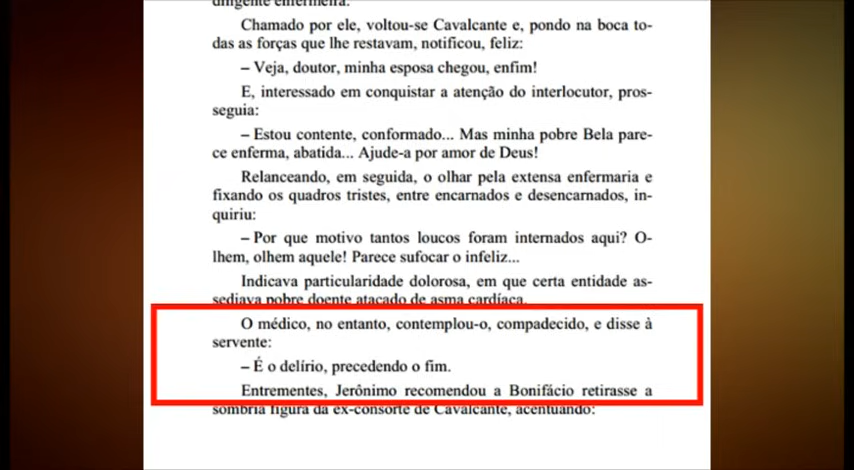 dirigente enfermeira.
Chamado por ele, voltou-se Cavalcante e, pondo na boca to-
das as forças que lhe restavam, notificou, feliz:
– Veja, doutor, minha esposa chegou, enfim!
E, interessado em conquistar a atenção do interlocutor, pros-
seguia:
– Estou contente, conformado... Mas minha pobre Bela pare-
ce enferma, abatida... Ajude-a por amor de Deus!
Relanceando, em seguida, o olhar pela extensa enfermaria e
fixando os quadros tristes, entre encarnados e desencarnados, in-
quiriu:
– Por que motivo tantos loucos foram internados aqui? O-
lhem, olhem aquele! Parece sufocar o infeliz...
Indicava particularidade dolorosa, em que certa entidade as-
sediava pobre doente atacado de asma cardíaca.
O médico, no entanto, contemplou-o, compadecido, e disse à
servente:
– É o delírio, precedendo o fim.
Entrementes, Jerônimo recomendou a Bonifácio retirasse a
sombria figura da ex-consorte de Cavalcante, acentuando: